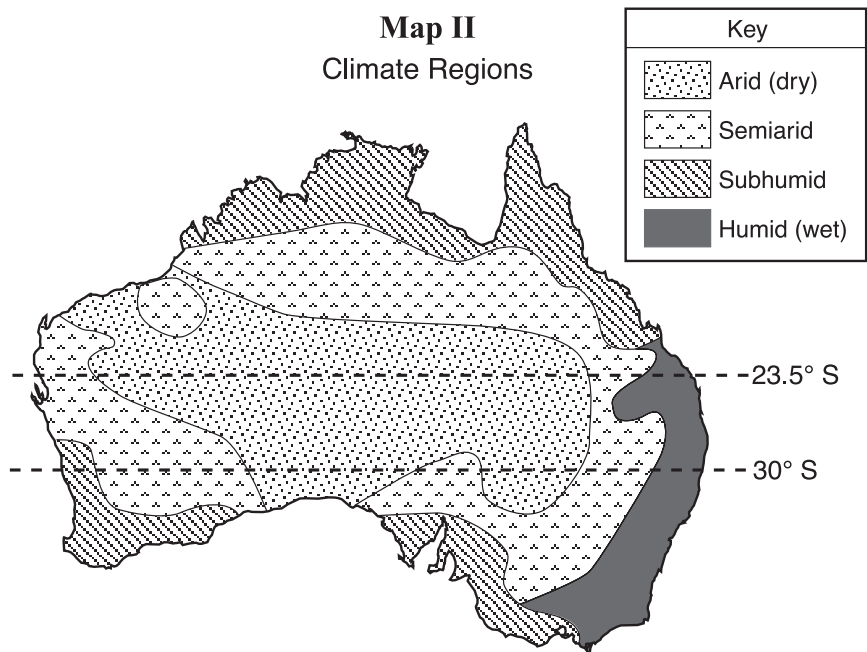 Map II
Climate Regions
Key
Arid (dry)
Semiarid
Subhumid
Humid (wet)
23.5° S
30° S